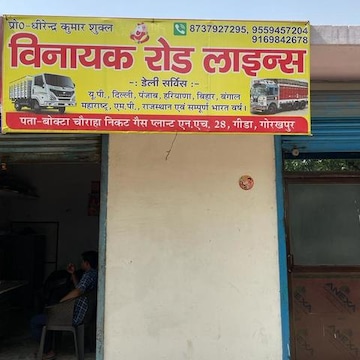 प्रो०-धीरेन्द्र कुमार शुक्ल
8737927295, 9559457204
9169842678
विनायक रोड लाइन्स
-: डेली सर्विस :-
यू.पी., दिल्ली, पंजाब, हरियाणा, बिहार, बंगाल
महाराष्ट्र, एम.पी., राजस्थान एवं सम्पूर्ण भारत वर्ष।
पता-बोक्टा चौराहा निकट गैस प्लान्ट एन.एच. 28, गीडा, गोरखपुर